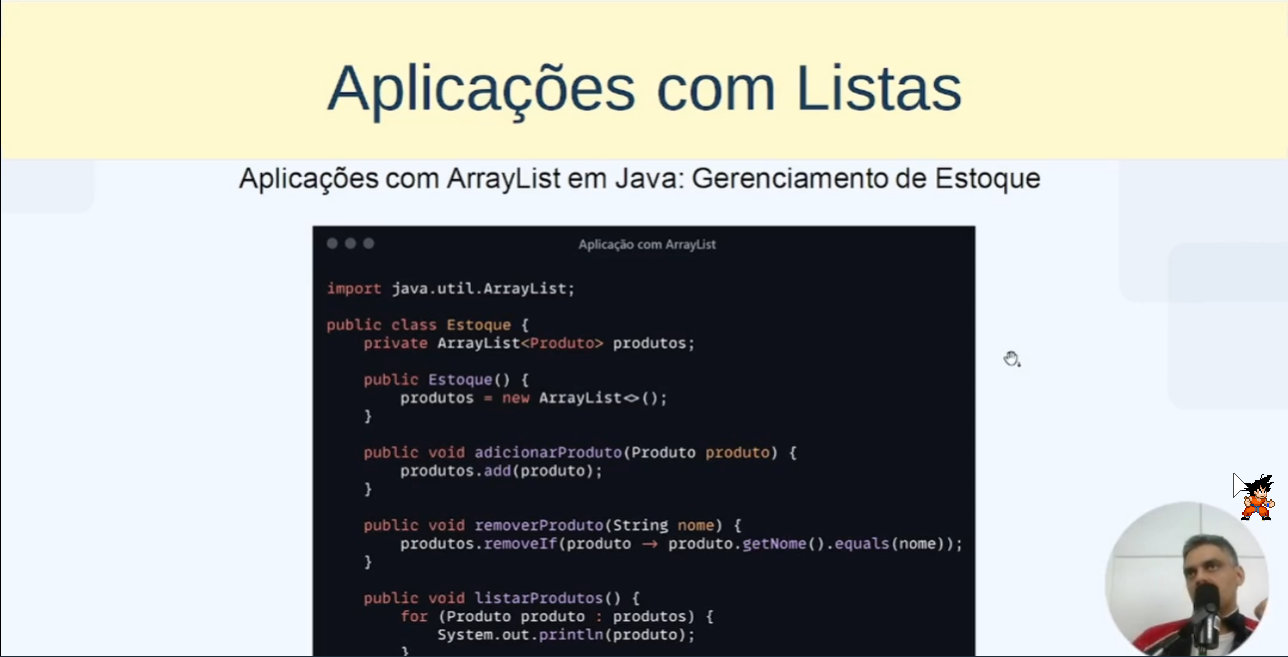 Aplicações com Listas
Aplicações com ArrayList em Java: Gerenciamento de Estoque
Aplicação com ArrayList
import java.util.ArrayList;
public class Estoque {
    private ArrayList<Produto> produtos;
    public Estoque() {
        produtos = new ArrayList<>();
    }
    public void adicionarProduto(Produto produto) {
        produtos.add(produto);
    }
    public void removerProduto(String nome) {
        produtos.removeIf(produto → produto.getNome().equals(nome));
    }
    public void listarProdutos() {
        for (Produto produto : produtos) {
            System.out.println(produto);
        }